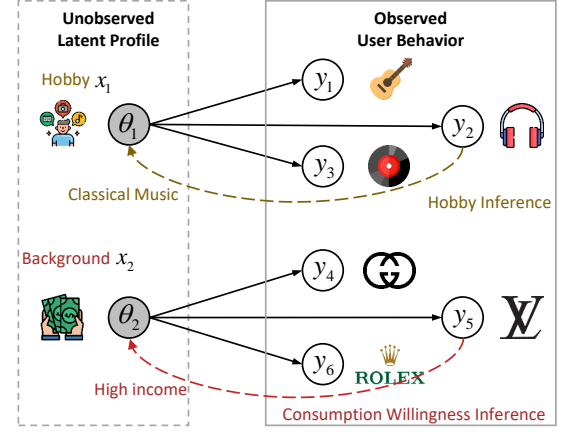 Unobserved
Latent Profile
Observed
User Behavior
Hobby x₁
θ₁
y₁
y₂
y₃
Classical Music
Hobby Inference
Background x₂
θ₂
y₄
y₅
y₆
LV
ROLEX
High income
Consumption Willingness Inference